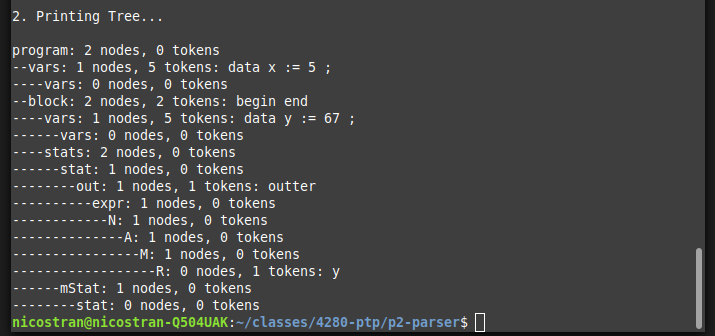 2. Printing Tree...
program: 2 nodes, 0 tokens
--vars: 1 nodes, 5 tokens: data x := 5 ;
----vars: 0 nodes, 0 tokens
--block: 2 nodes, 2 tokens: begin end
----vars: 1 nodes, 5 tokens: data y := 67 ;
------vars: 0 nodes, 0 tokens
----stats: 2 nodes, 0 tokens
------stat: 1 nodes, 0 tokens
--------out: 1 nodes, 1 tokens: outter
----------expr: 1 nodes, 0 tokens
------------N: 1 nodes, 0 tokens
--------------A: 1 nodes, 0 tokens
----------------M: 1 nodes, 0 tokens
------------------R: 0 nodes, 1 tokens: y
------mStat: 1 nodes, 0 tokens
--------stat: 0 nodes, 0 tokens
nicostran@nicostran-Q504UAK:~/classes/4280-ptp/p2-parser$